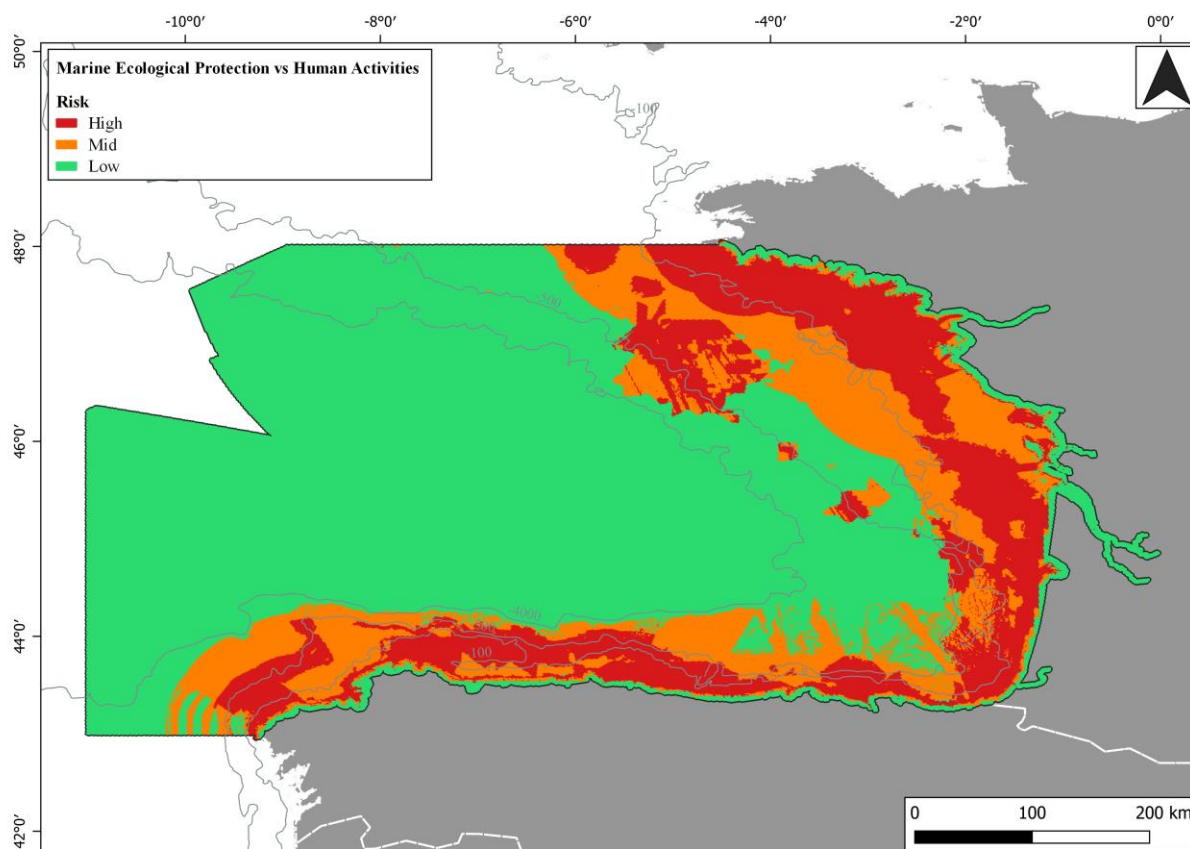 -10°0′ -8°0′ -6°0′ -4°0′ -2°0′ 0°0′
50°0′
Marine Ecological Protection vs Human Activities
Risk
High
Mid
Low
-100
48°0′
-500
46°0′
-4000
44°0′
100
42°0′
0 100 200 km